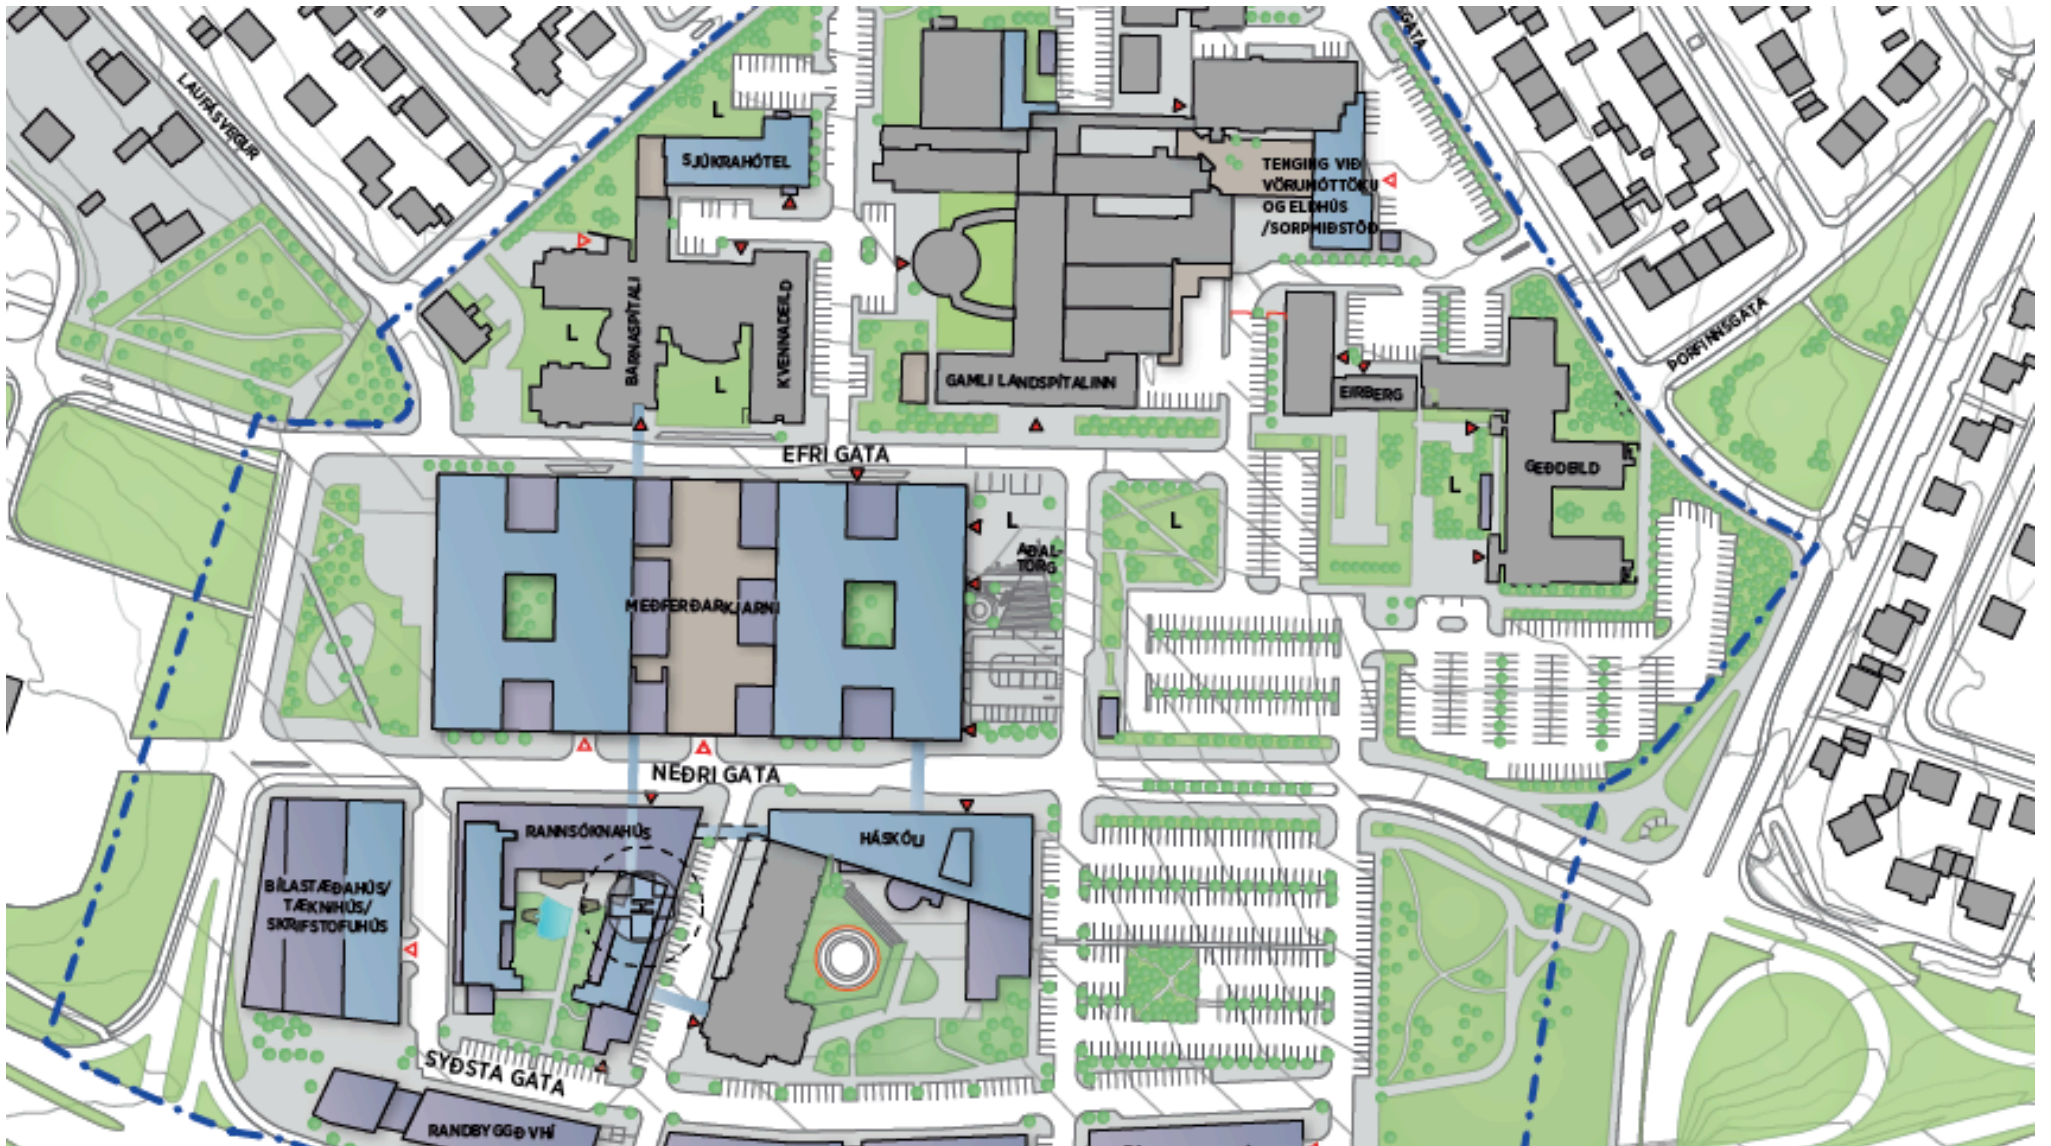 LAUFÁSVEGUR
L
SJÚKRAHÓTEL
TENGING VIÐ
VÖRUMÓTTÖKU
OG ELDHÚS
/SORPMIÐSTÖÐ
BARNASPÍTALI
L
L
KVENNADEILD
GAMLI LANDSPÍTALINN
EIRBERG
ÞORFINNSGATA
EFRI GATA
GEÐDEILD
L
L
L
AÐAL-
TORG
MEÐFERÐARKJARNI
NEÐRI GATA
RANNSÓKNAHÚS
HÁSKÓLI
BÍLASTÆÐAHÚS/
TÆKNIHÚS/
SKRIFSTOFUHÚS
H
SYÐSTA GATA
RANDBYGGÐ VHÍ